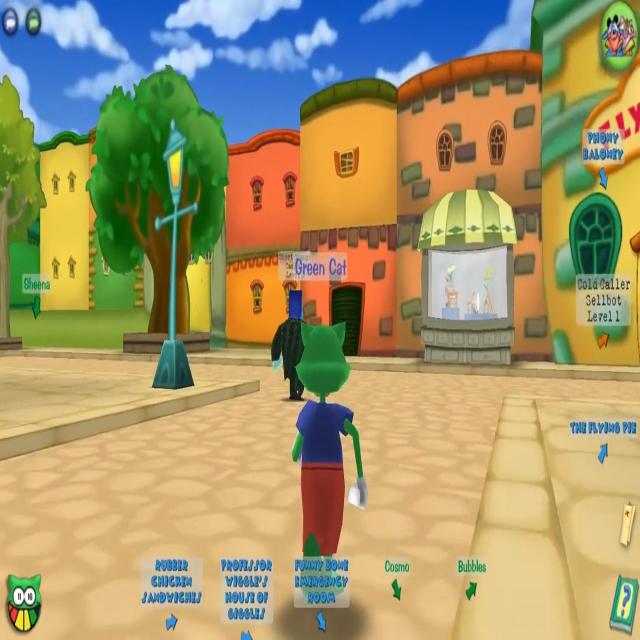 LY
PHONY
BALONEY
Sheena
Green Cat
Cold Caller
Sellbot
Level 1
THE FLYING PIE
RUBBER
CHICKEN
SANDWICHES
PROFESSOR
WIGGLE'S
HOUSE OF
GIGGLES
FUNNY BONE
EMERGENCY
ROOM
Cosmo
Bubbles
?